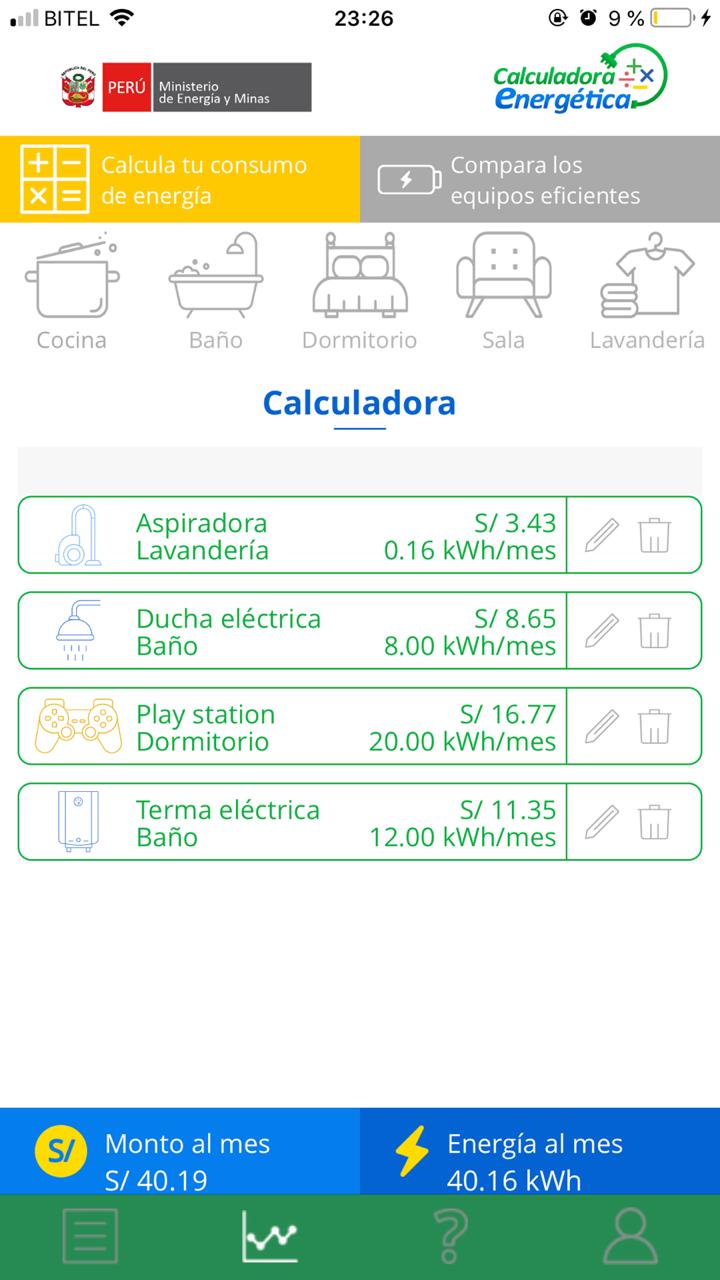 BITEL
23:26
9 %
PERÚ
Ministerio
de Energía y Minas
Calculadora
energética
Calcula tu consumo
de energía
Compara los
equipos eficientes
Cocina
Baño
Dormitorio
Sala
Lavandería
Calculadora
Aspiradora
S/ 3.43
Lavandería
0.16 kWh/mes
Ducha eléctrica
S/ 8.65
Baño
8.00 kWh/mes
Play station
S/ 16.77
Dormitorio
20.00 kWh/mes
Terma eléctrica
S/ 11.35
Baño
12.00 kWh/mes
S/
Monto al mes
S/ 40.19
Energía al mes
40.16 kWh